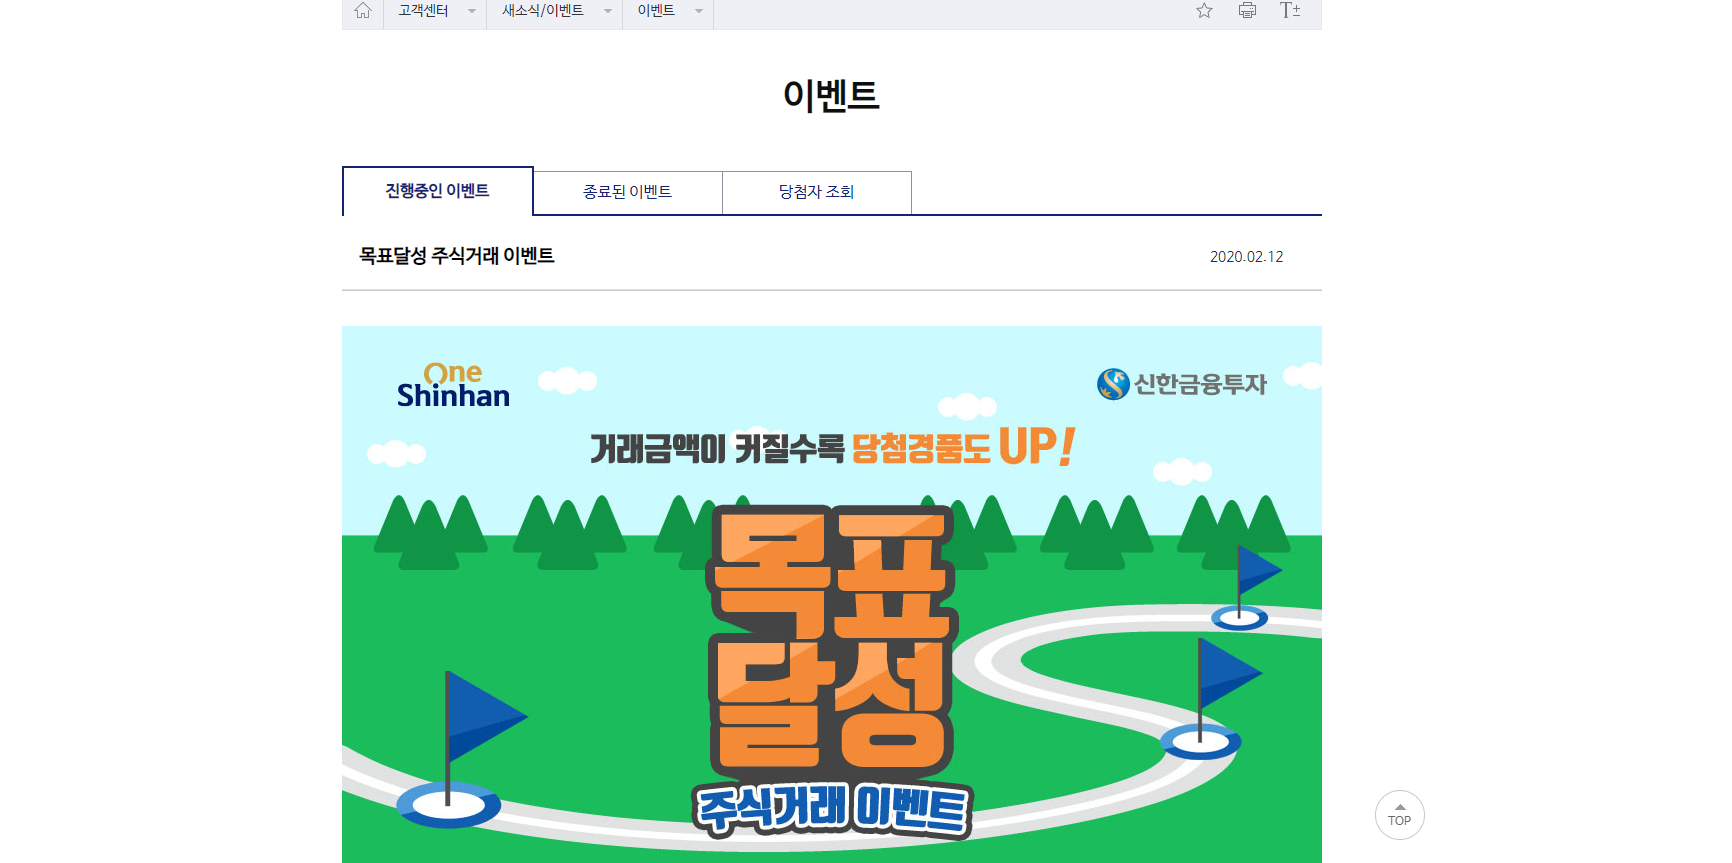 고객센터 새소식/이벤트 이벤트 T±
이벤트
진행중인 이벤트 종료된 이벤트 당첨자 조회
목표달성 주식거래 이벤트 2020.02.12
One
Shinhan
신한금융투자
거래금액이 커질수록 당첨경품도 UP!
목표
달성
주식거래 이벤트
TOP